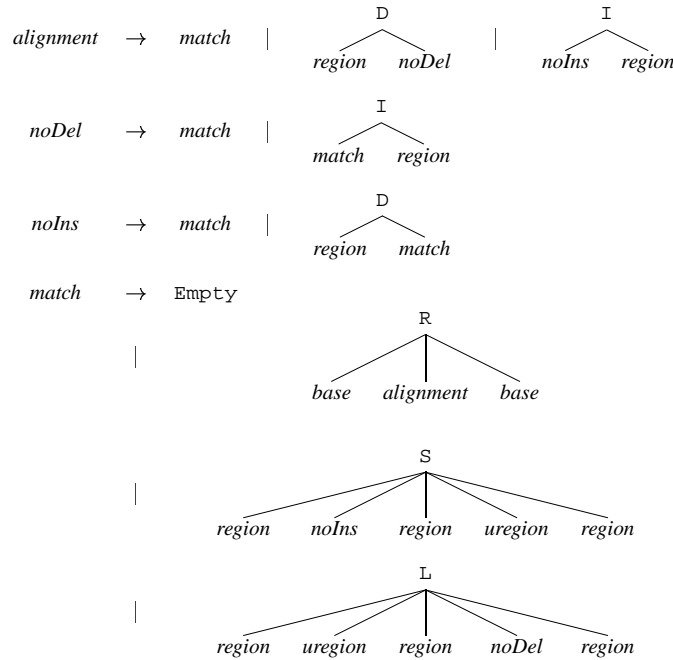 D I
alignment → match | region noDel | noIns region
I
noDel → match | match region
D
noIns → match | region match
match → Empty
R
|
base alignment base
S
|
region noIns region uregion region
L
|
region uregion region noDel region